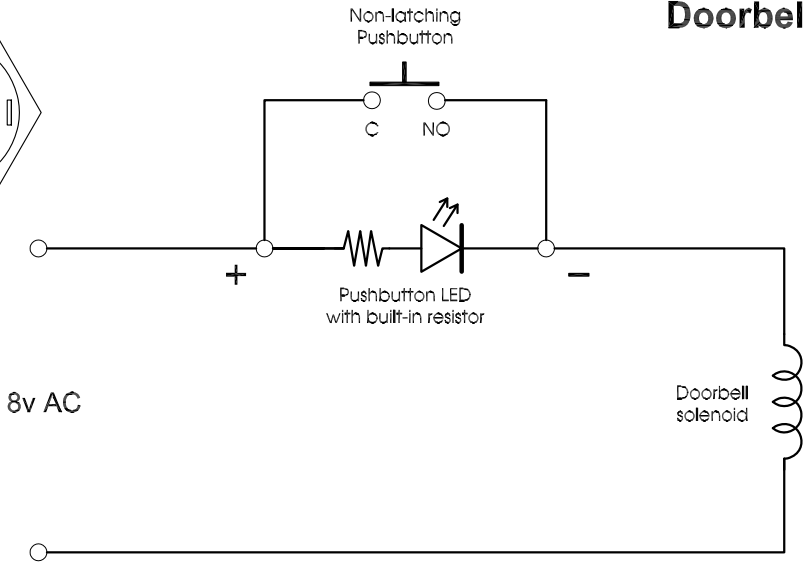 Non-latching
Pushbutton
Doorbel
C NO
+ −
Pushbutton LED
with built-in resistor
8v AC
Doorbell
solenoid